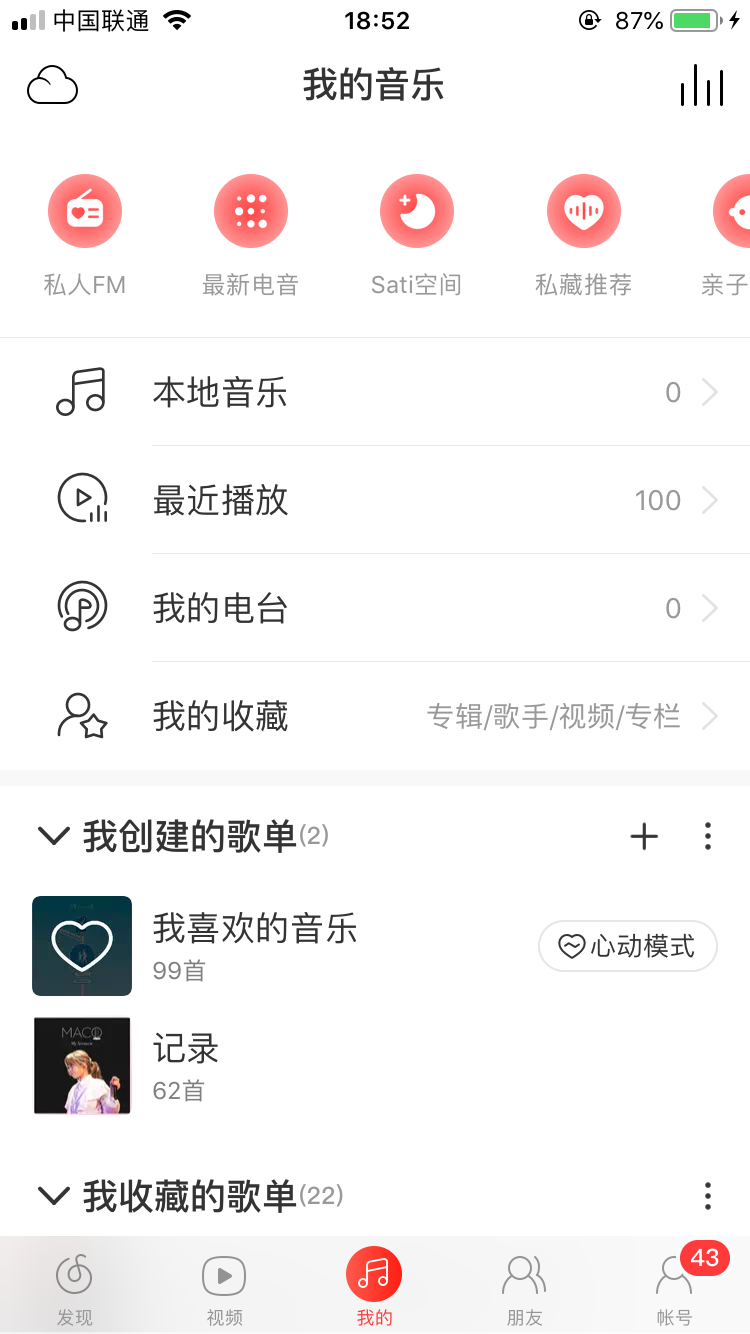 中国联通 18:52 87%
我的音乐
私人FM 最新电音 Sati空间 私藏推荐 亲子
本地音乐 0
最近播放 100
我的电台 0
我的收藏 专辑/歌手/视频/专栏
我创建的歌单(2)
我喜欢的音乐
99首
心动模式
MACO
记录
62首
我收藏的歌单(22)
43
发现 视频 我的 朋友 帐号